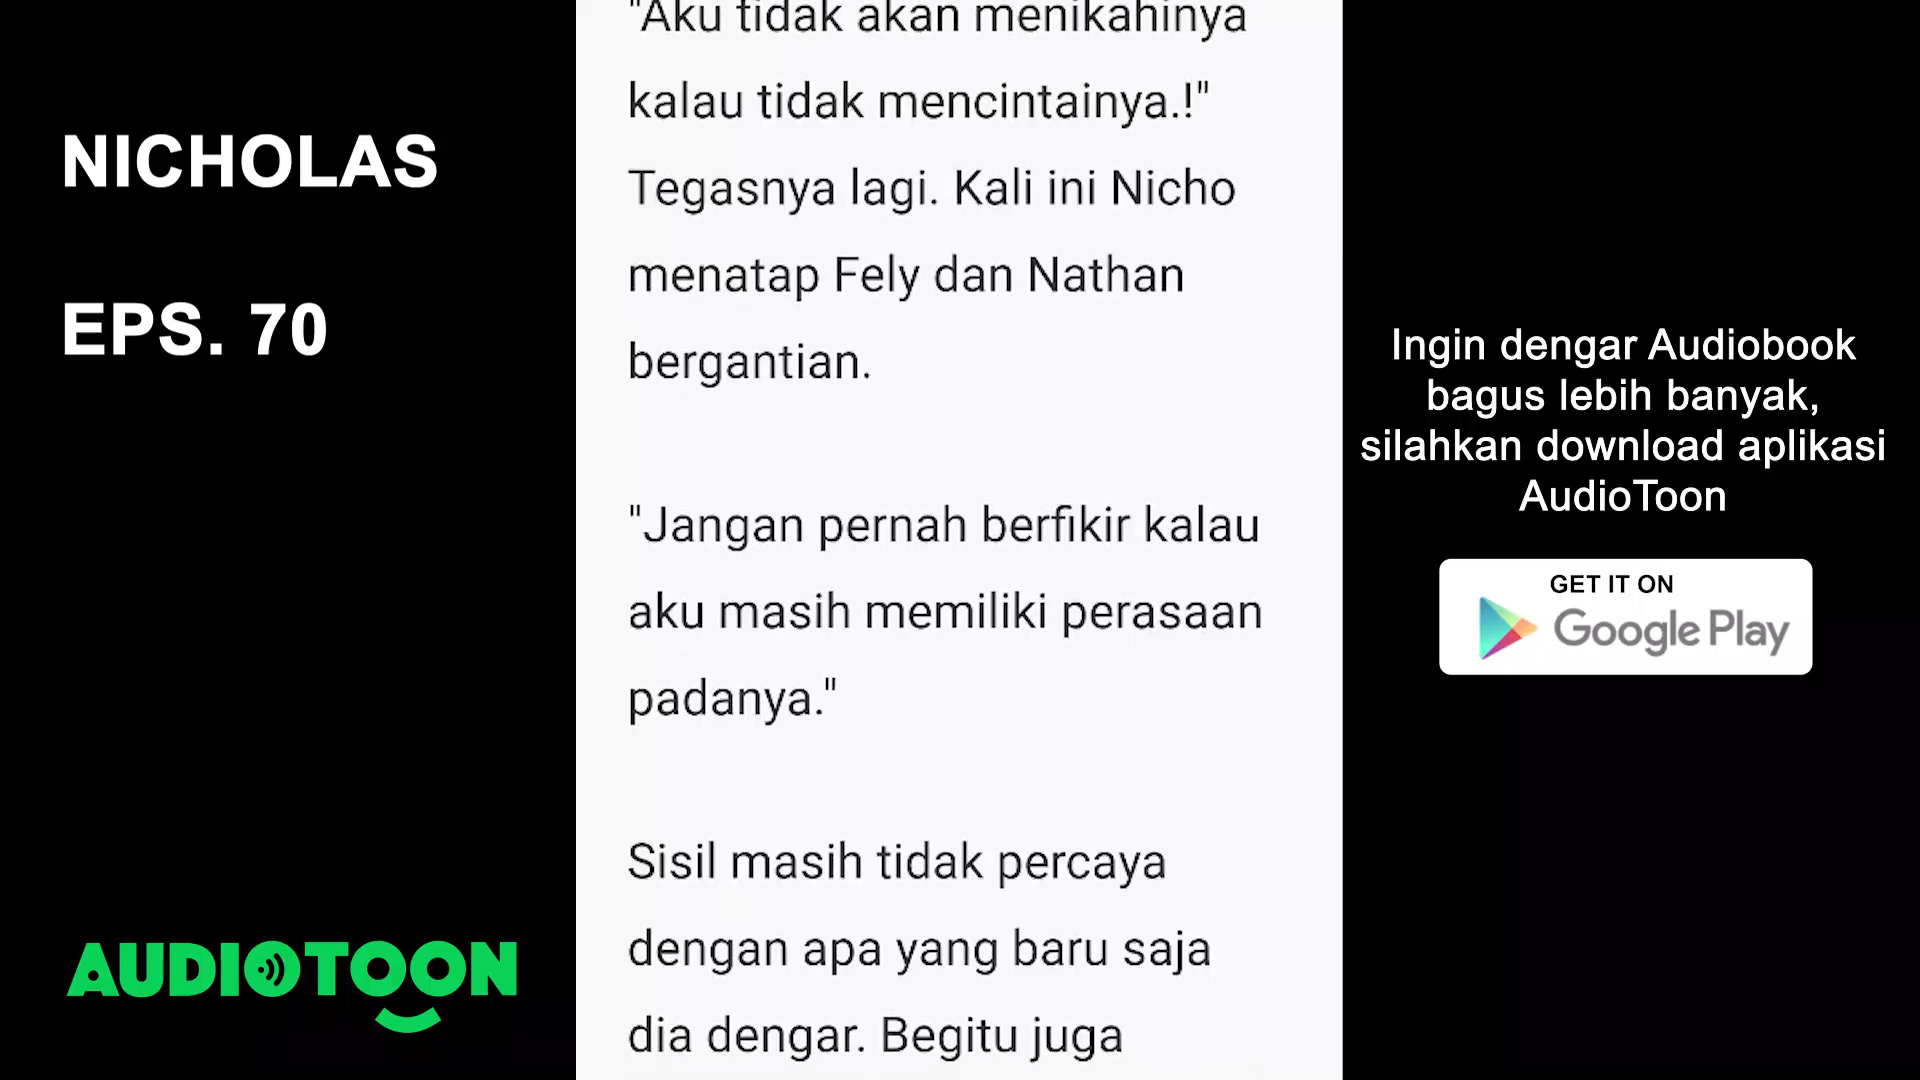 NICHOLAS
EPS. 70
AUDIOTOON
"Aku tidak akan menikahinya
kalau tidak mencintainya.!"
Tegasnya lagi. Kali ini Nicho
menatap Fely dan Nathan
bergantian.
"Jangan pernah berfikir kalau
aku masih memiliki perasaan
padanya."
Sisil masih tidak percaya
dengan apa yang baru saja
dia dengar. Begitu juga
Ingin dengar Audiobook
bagus lebih banyak,
silahkan download aplikasi
AudioToon
GET IT ON
Google Play